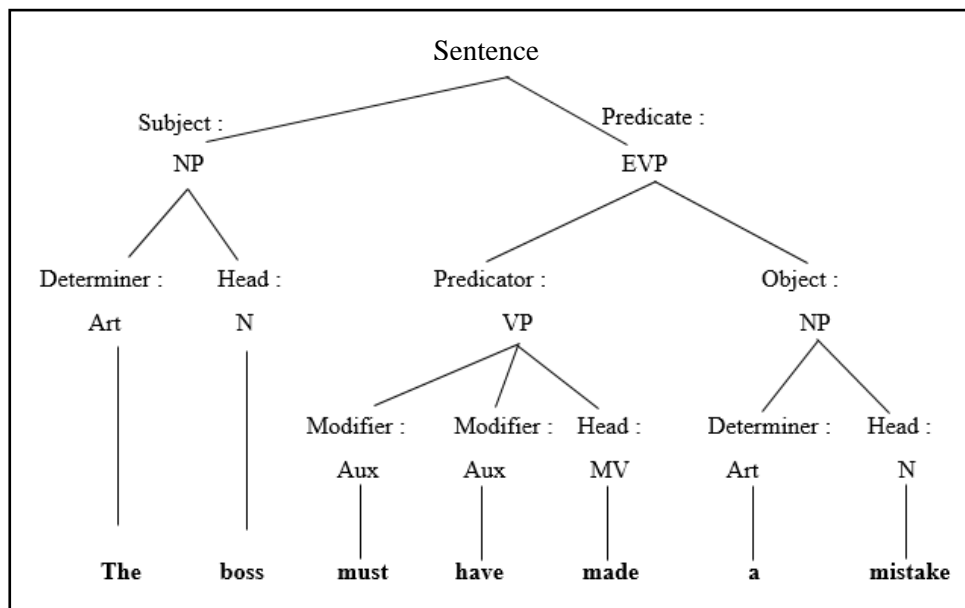 Sentence
Subject : Predicate :
NP EVP
Determiner : Head : Predicator : Object :
Art N VP NP
Modifier : Modifier : Head : Determiner : Head :
Aux Aux MV Art N
The boss must have made a mistake